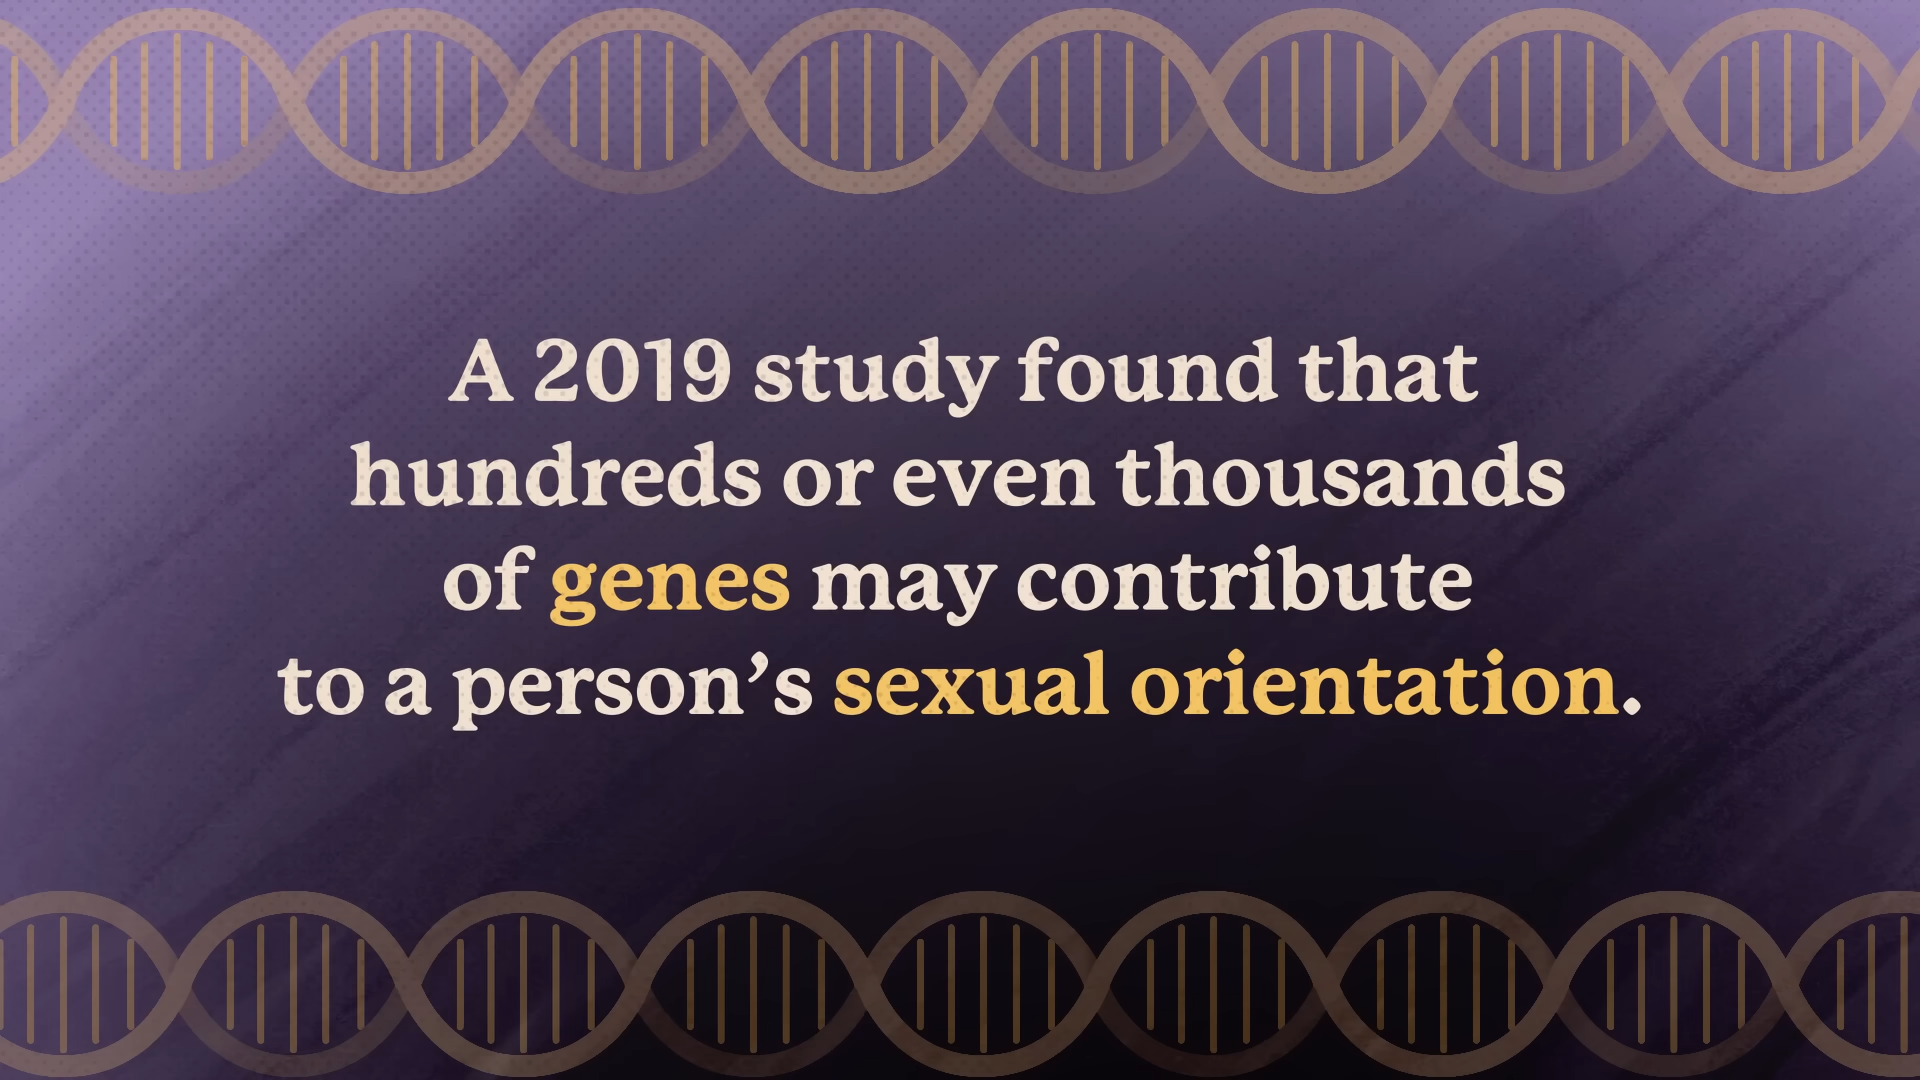 A 2019 study found that
hundreds or even thousands
of genes may contribute
to a person’s sexual orientation.